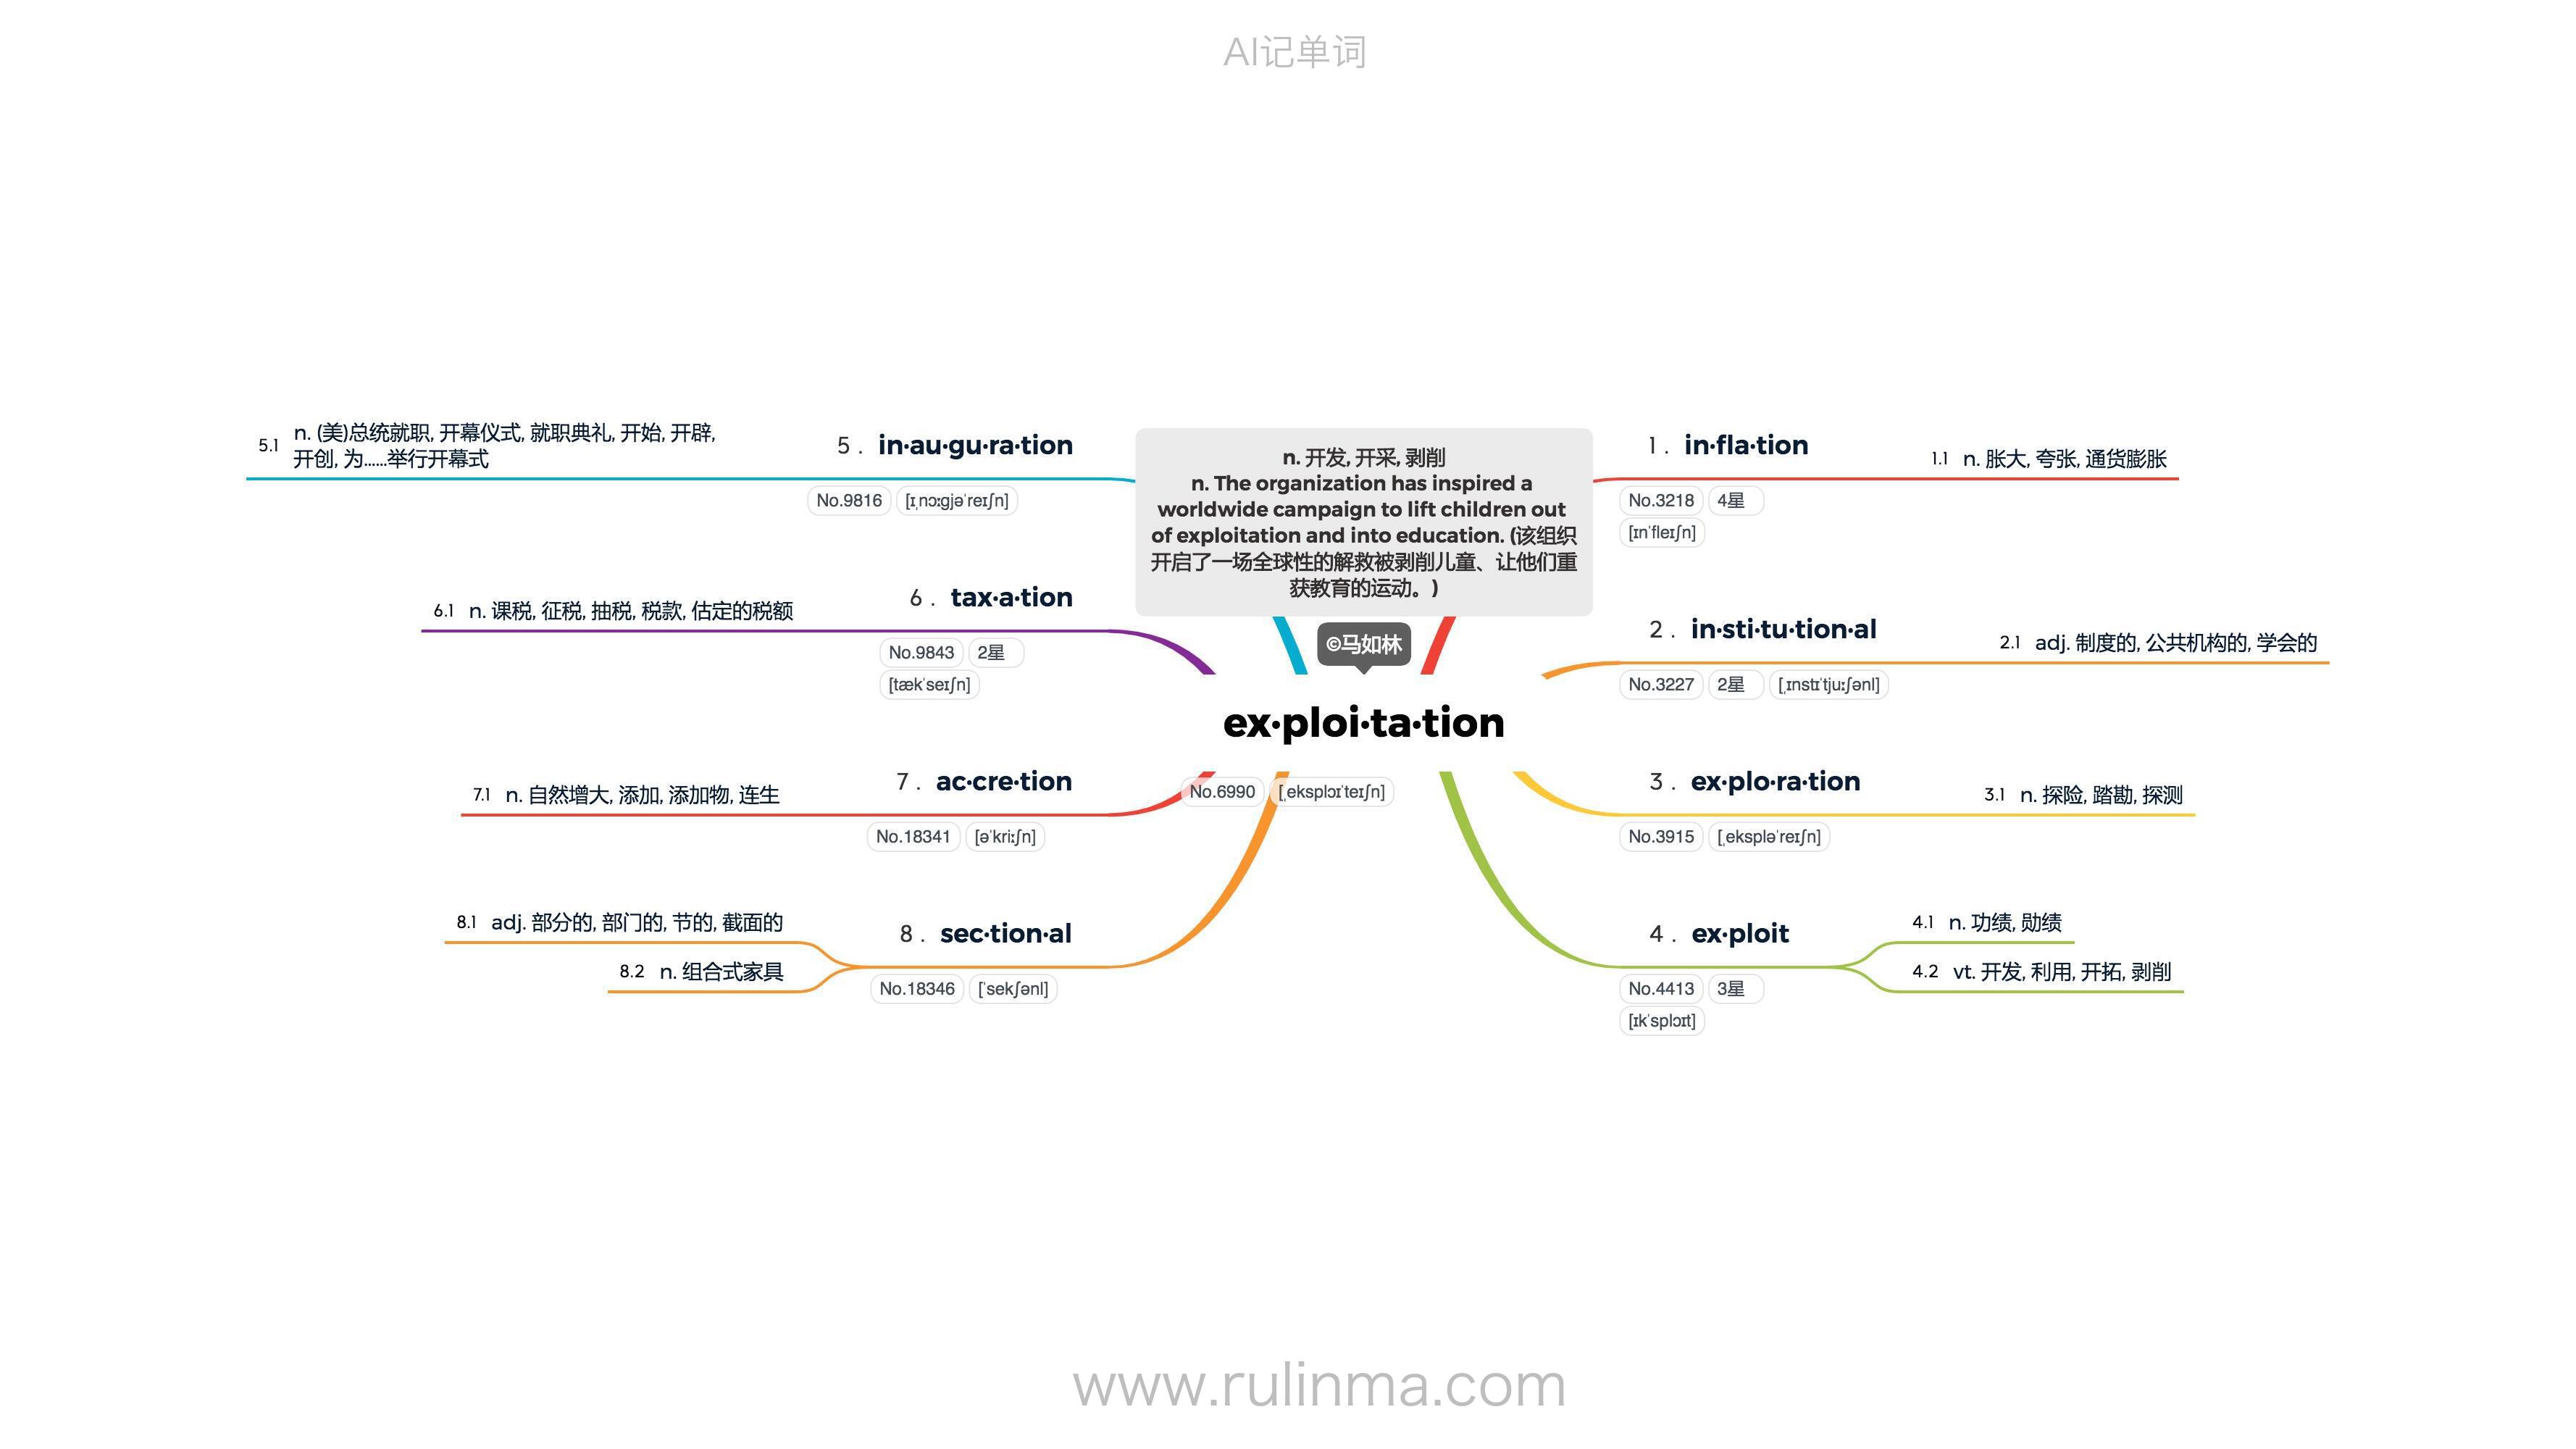 AI记单词
n. 开发, 开采, 剥削
n. The organization has inspired a
worldwide campaign to lift children out
of exploitation and into education. (该组织
开启了一场全球性的解救被剥削儿童、让他们重
获教育的运动。)
©马如林
ex·ploi·ta·tion
No.6990 [ˌeksplɔɪˈteɪʃn]
1 . in·fla·tion
No.3218 4星
[ɪnˈfleɪʃn]
1.1 n. 胀大, 夸张, 通货膨胀
2 . in·sti·tu·tion·al
No.3227 2星 [ˌɪnstɪˈtjuːʃənl]
2.1 adj. 制度的, 公共机构的, 学会的
3 . ex·plo·ra·tion
No.3915 [ˌekspləˈreɪʃn]
3.1 n. 探险, 踏勘, 探测
4 . ex·ploit
No.4413 3星
[ɪkˈsplɔɪt]
4.1 n. 功绩, 勋绩
4.2 vt. 开发, 利用, 开拓, 剥削
5 . in·au·gu·ra·tion
No.9816 [ɪˌnɔːɡjəˈreɪʃn]
5.1 n. (美)总统就职, 开幕仪式, 就职典礼, 开始, 开辟,
开创, 为......举行开幕式
6 . tax·a·tion
No.9843 2星
[tækˈseɪʃn]
6.1 n. 课税, 征税, 抽税, 税款, 估定的税额
7 . ac·cre·tion
No.18341 [əˈkriːʃn]
7.1 n. 自然增大, 添加, 添加物, 连生
8 . sec·tion·al
No.18346 [ˈsekʃənl]
8.1 adj. 部分的, 部门的, 节的, 截面的
8.2 n. 组合式家具
www.rulinma.com